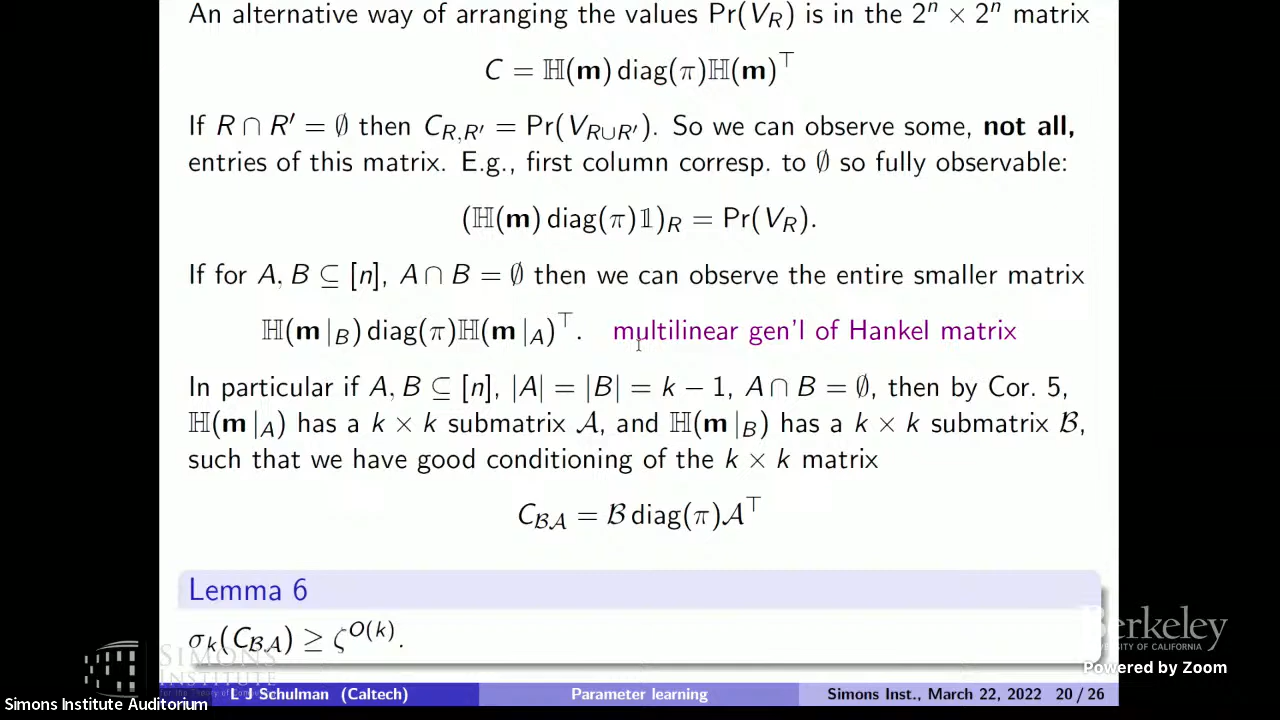 An alternative way of arranging the values Pr(V_R) is in the 2^n × 2^n matrix
C = ℍ(𝐦) diag(π)ℍ(𝐦)^⊤
If R ∩ R′ = ∅ then C_{R,R′} = Pr(V_{R∪R′}). So we can observe some, not all,
entries of this matrix. E.g., first column corresp. to ∅ so fully observable:
(ℍ(𝐦) diag(π)𝟙)_R = Pr(V_R).
If for A, B ⊆ [n], A ∩ B = ∅ then we can observe the entire smaller matrix
ℍ(𝐦|_B) diag(π)ℍ(𝐦|_A)^⊤. multilinear gen'l of Hankel matrix
In particular if A, B ⊆ [n], |A| = |B| = k − 1, A ∩ B = ∅, then by Cor. 5,
ℍ(𝐦|_A) has a k × k submatrix 𝒜, and ℍ(𝐦|_B) has a k × k submatrix ℬ,
such that we have good conditioning of the k × k matrix
C_{ℬ𝒜} = ℬ diag(π)𝒜^⊤
Lemma 6
σ_k(C_{ℬ𝒜}) ≥ ζ^{O(k)}.
Berkeley
UNIVERSITY OF CALIFORNIA
Powered by Zoom
SIMONS
INSTITUTE
L J Schulman (Caltech) Parameter learning Simons Inst., March 22, 2022 20 / 26
Simons Institute Auditorium